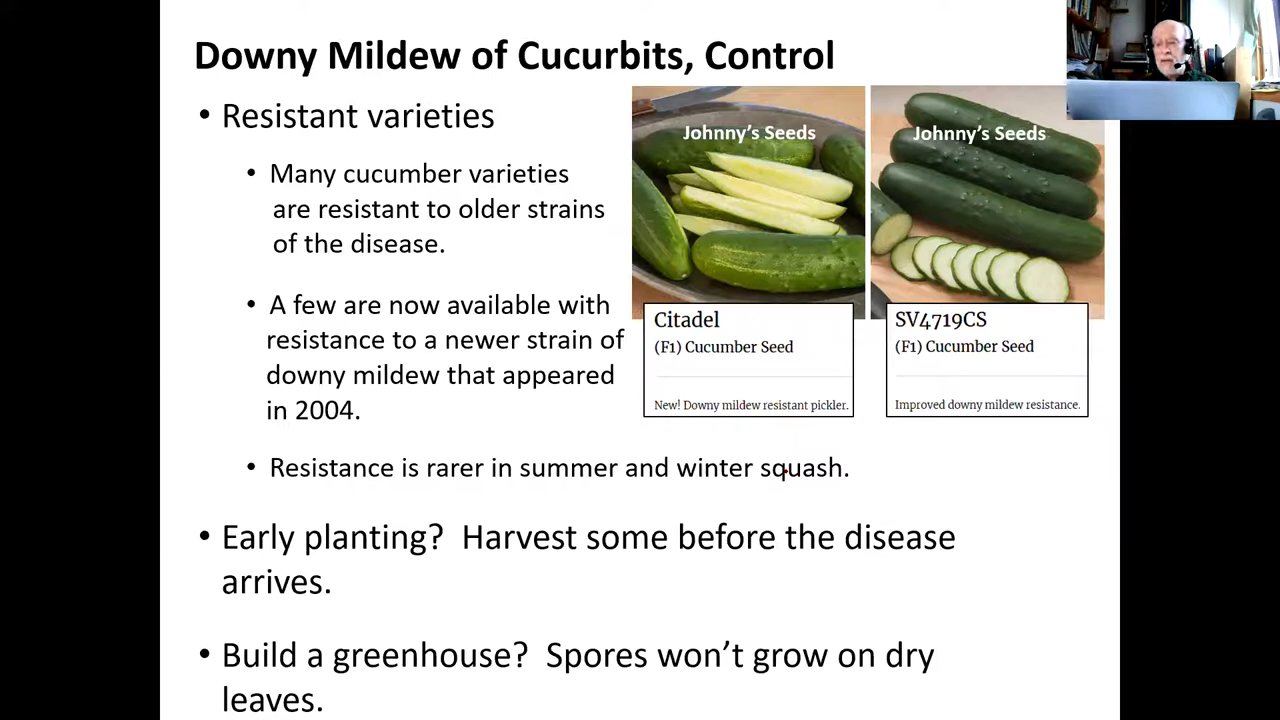 Downy Mildew of Cucurbits, Control
• Resistant varieties
• Many cucumber varieties
are resistant to older strains
of the disease.
• A few are now available with
resistance to a newer strain of
downy mildew that appeared
in 2004.
• Resistance is rarer in summer and winter squash.
• Early planting?  Harvest some before the disease
arrives.
• Build a greenhouse?  Spores won’t grow on dry
leaves.
Johnny’s Seeds
Citadel
(F1) Cucumber Seed
New! Downy mildew resistant pickler.
Johnny’s Seeds
SV4719CS
(F1) Cucumber Seed
Improved downy mildew resistance.